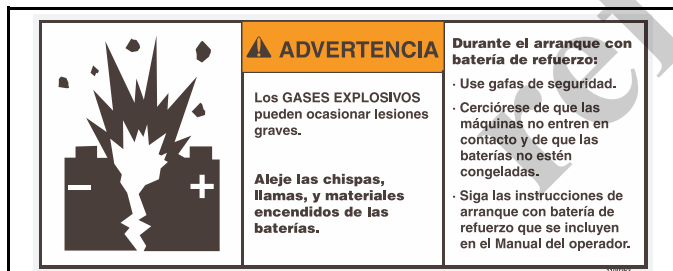 ADVERTENCIA
Los GASES EXPLOSIVOS
pueden ocasionar lesiones
graves.
Aleje las chispas,
llamas, y materiales
encendidos de las
baterías.
Durante el arranque con
batería de refuerzo:
· Use gafas de seguridad.
· Cerciórese de que las
máquinas no entren en
contacto y de que las
baterías no estén
congeladas.
· Siga las instrucciones de
arranque con batería de
refuerzo que se incluyen
en el Manual del operador.